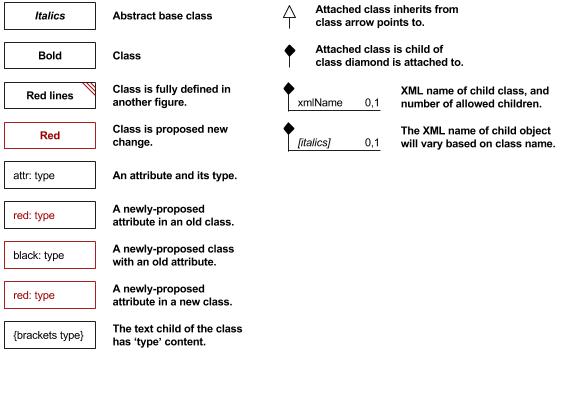 Italics
Abstract base class
Bold
Class
Red lines
Class is fully defined in
another figure.
Red
Class is proposed new
change.
attr: type
An attribute and its type.
red: type
A newly-proposed
attribute in an old class.
black: type
A newly-proposed class
with an old attribute.
red: type
A newly-proposed
attribute in a new class.
{brackets type}
The text child of the class
has ‘type’ content.
Attached class inherits from
class arrow points to.
Attached class is child of
class diamond is attached to.
xmlName 0,1
XML name of child class, and
number of allowed children.
[italics] 0,1
The XML name of child object
will vary based on class name.